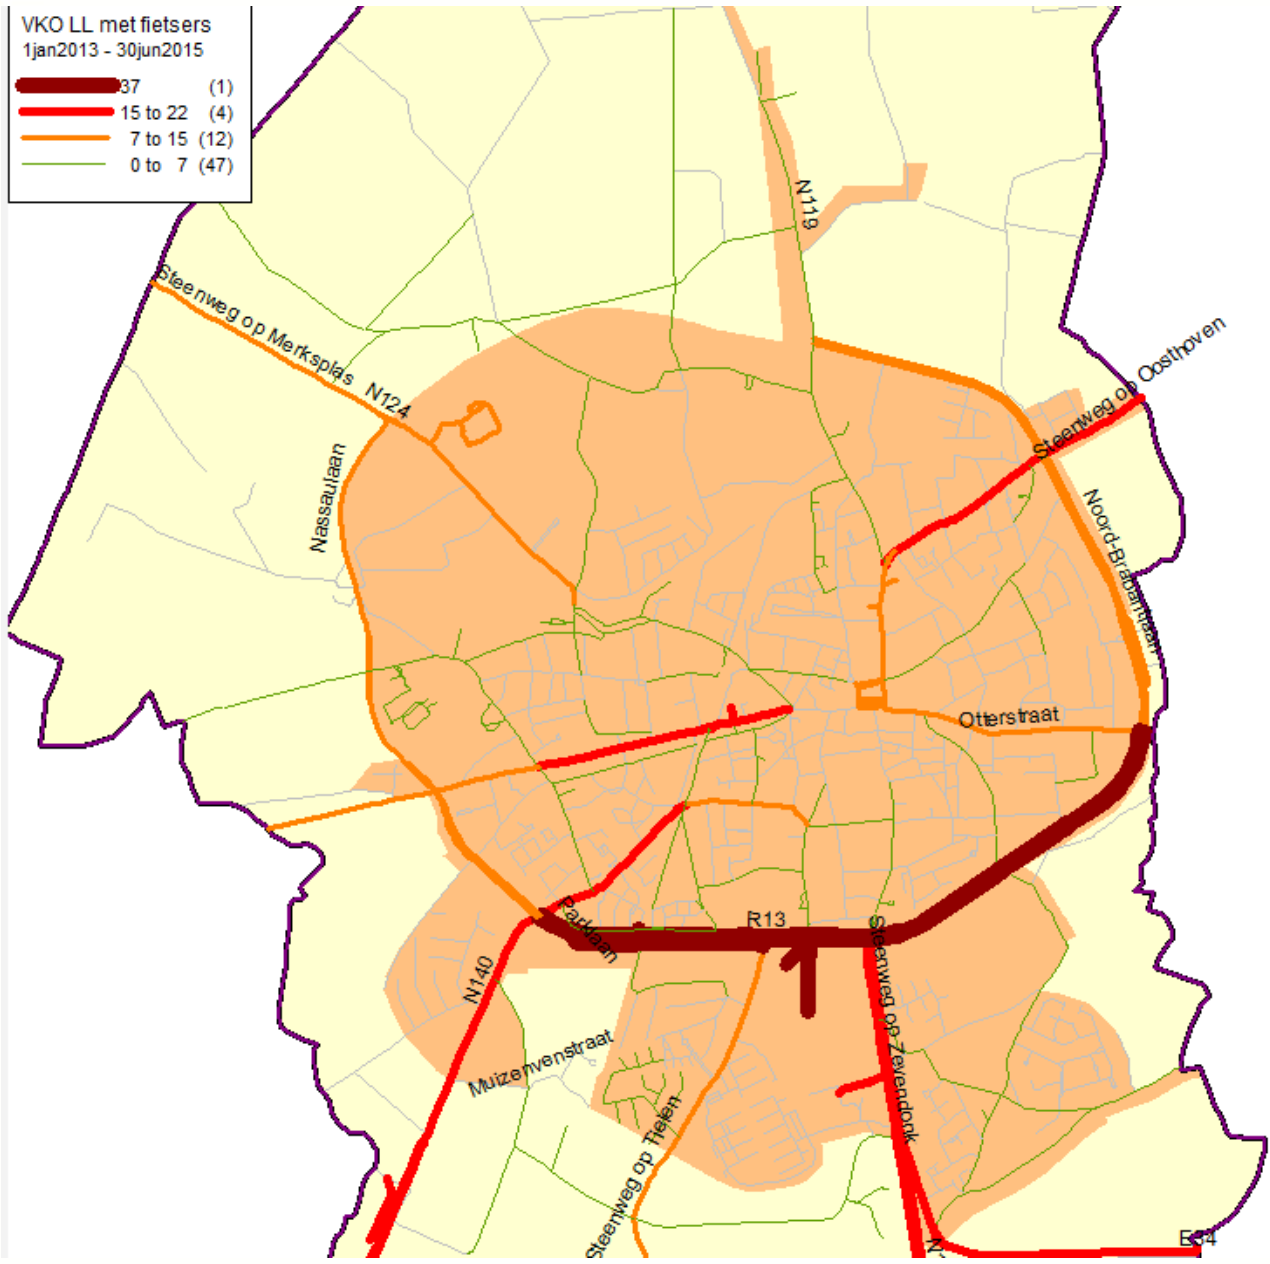 VKO LL met fietsers
1jan2013 - 30jun2015
37 (1)
15 to 22 (4)
7 to 15 (12)
0 to 7 (47)
N119
Steenweg op Merksplas N124
Steenweg op Oosthoven
Nassaulaan
Noord-Brabantlaan
Otterstraat
Parklaan
R13
N140
Steenweg op Zevendonk
Muizenvenstraat
Steenweg op Tielen
E34